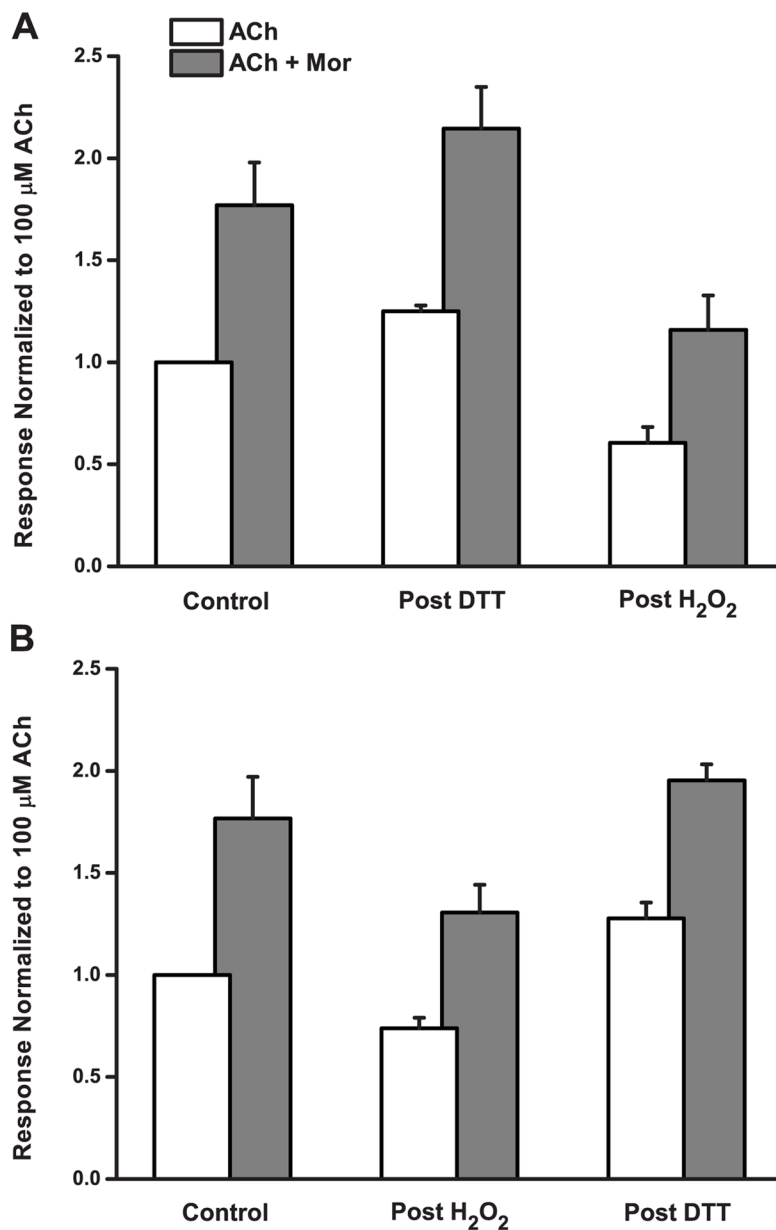 A
ACh
ACh + Mor
Response Normalized to 100 μM ACh
2.5
2.0
1.5
1.0
0.5
0.0
Control
Post DTT
Post H₂O₂
B
Response Normalized to 100 μM ACh
2.5
2.0
1.5
1.0
0.5
0.0
Control
Post H₂O₂
Post DTT